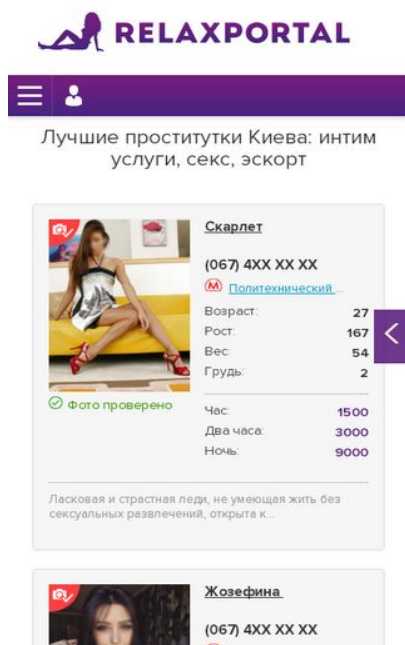 RELAXPORTAL
Лучшие проститутки Киева: интим
услуги, секс, эскорт
Скарлет
(067) 4XX XX XX
М Политехнический ...
Возраст: 27
Рост: 167
Вес: 54
Грудь: 2
Фото проверено
Час: 1500
Два часа: 3000
Ночь: 9000
Ласковая и страстная леди, не умеющая жить без
сексуальных развлечений, открыта к...
Жозефина
(067) 4XX XX XX